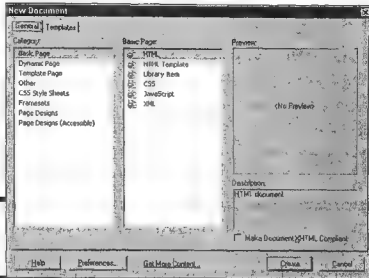 New Document
General Templates
Category:
Basic Page
Dynamic Page
Template Page
Other
CSS Style Sheets
Framesets
Page Designs
Page Designs (Accessible)
Basic Page:
HTML
HTML Template
Library Item
CSS
JavaScript
XML
Preview:
(No Preview)
Description:
HTML document
Make Document XHTML Compliant
Help Preferences... Get More Content... Create Cancel